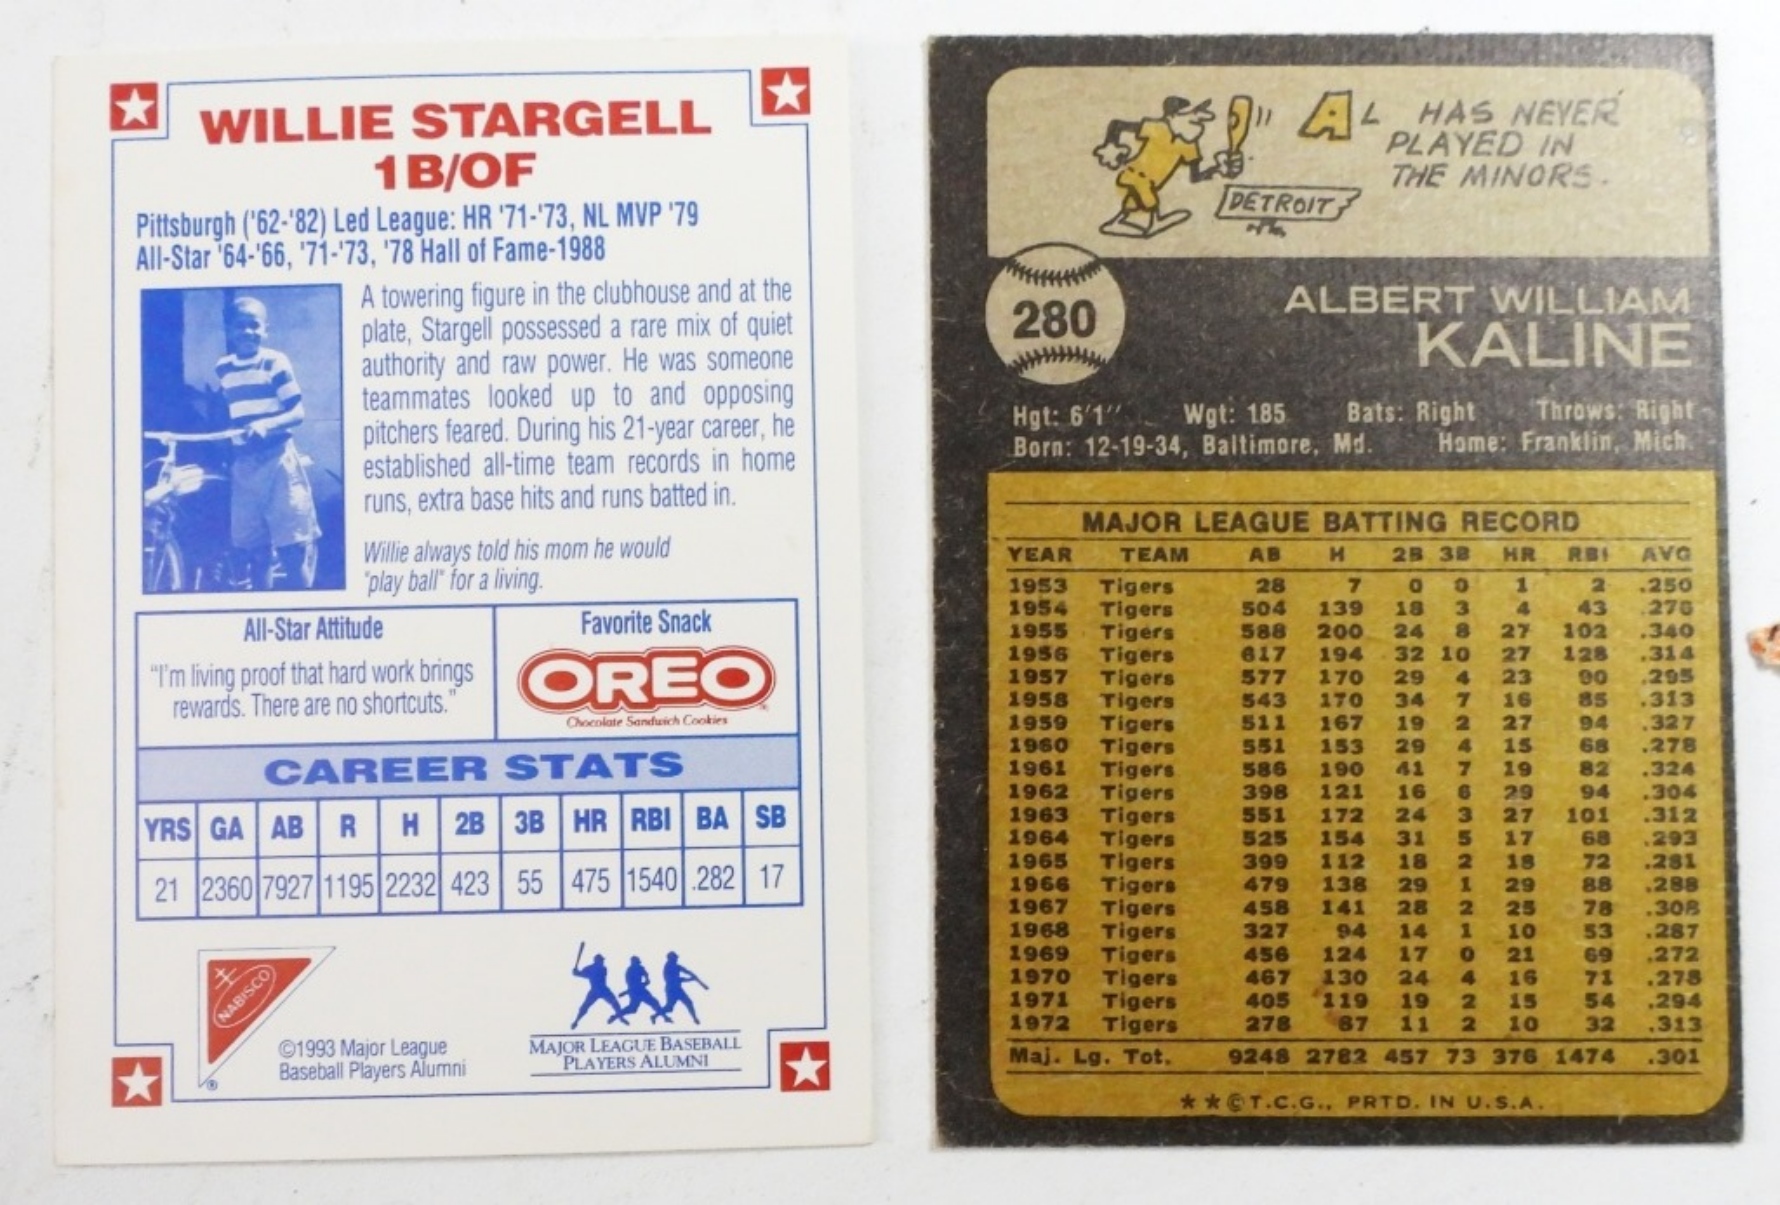 WILLIE STARGELL
1B/OF
Pittsburgh ('62-'82) Led League: HR '71-'73, NL MVP '79
All-Star '64-'66, '71-'73, '78 Hall of Fame-1988
A towering figure in the clubhouse and at the
plate, Stargell possessed a rare mix of quiet
authority and raw power. He was someone
teammates looked up to and opposing
pitchers feared. During his 21-year career, he
established all-time team records in home
runs, extra base hits and runs batted in.
Willie always told his mom he would
"play ball" for a living.
All-Star Attitude
"I'm living proof that hard work brings
rewards. There are no shortcuts."
Favorite Snack
OREO
Chocolate Sandwich Cookies
CAREER STATS
YRS GA AB R H 2B 3B HR RBI BA SB
21 2360 7927 1195 2232 423 55 475 1540 .282 17
NABISCO
®
©1993 Major League
Baseball Players Alumni
MAJOR LEAGUE BASEBALL
PLAYERS ALUMNI
AL HAS NEVER
PLAYED IN
THE MINORS.
DETROIT
280
ALBERT WILLIAM
KALINE
Hgt: 6'1" Wgt: 185 Bats: Right Throws: Right
Born: 12-19-34, Baltimore, Md. Home: Franklin, Mich
MAJOR LEAGUE BATTING RECORD
YEAR TEAM AB H 2B 3B HR RBI AVG
1953 Tigers 28 7 0 0 1 2 .250
1954 Tigers 504 139 18 3 4 43 .276
1955 Tigers 588 200 24 8 27 102 .340
1956 Tigers 617 194 32 10 27 128 .314
1957 Tigers 577 170 29 4 23 90 .295
1958 Tigers 543 170 34 7 16 85 .313
1959 Tigers 511 167 19 2 27 94 .327
1960 Tigers 551 153 29 4 15 68 .278
1961 Tigers 586 190 41 7 19 82 .324
1962 Tigers 398 121 16 6 29 94 .304
1963 Tigers 551 172 24 3 27 101 .312
1964 Tigers 525 154 31 5 17 68 .293
1965 Tigers 399 112 18 2 18 72 .281
1966 Tigers 479 138 29 1 29 88 .288
1967 Tigers 458 141 28 2 25 78 .308
1968 Tigers 327 94 14 1 10 53 .287
1969 Tigers 456 124 17 0 21 69 .272
1970 Tigers 467 130 24 4 16 71 .278
1971 Tigers 405 119 19 2 15 54 .294
1972 Tigers 278 87 11 2 10 32 .313
Maj. Lg. Tot. 9248 2782 457 73 376 1474 .301
★★©T.C.G., PRTD. IN U.S.A.